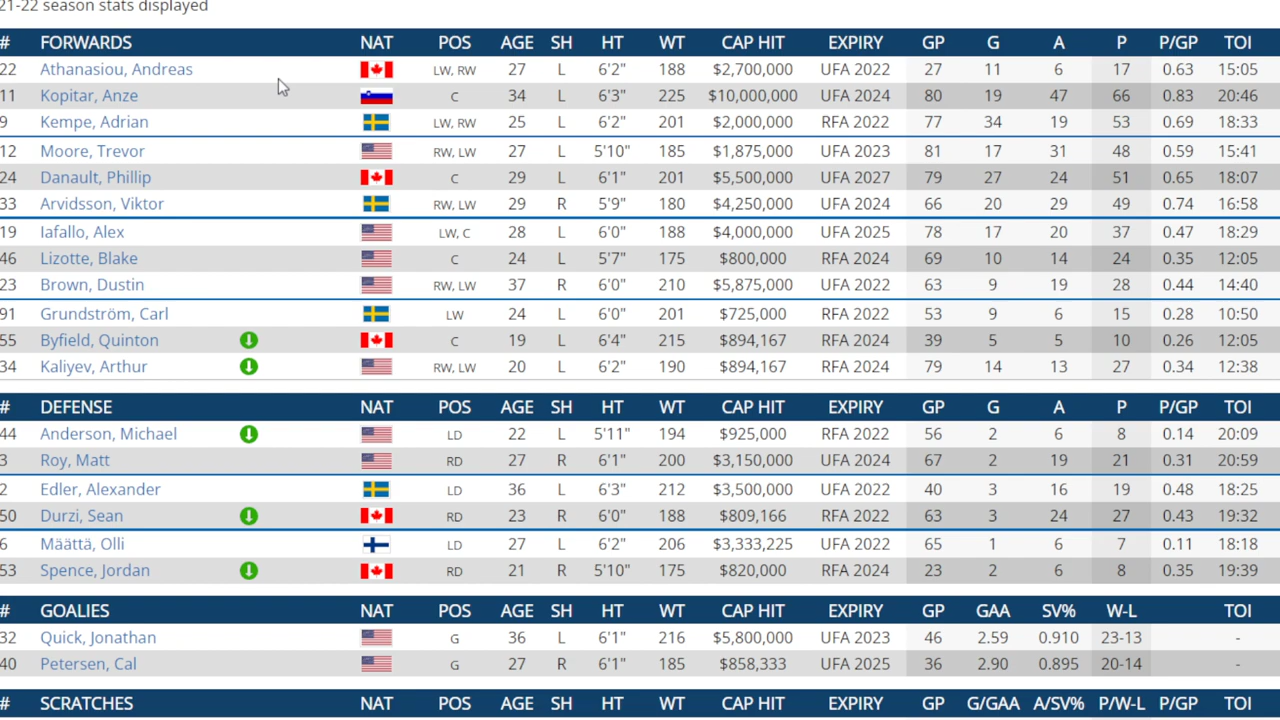 21-22 season stats displayed
# FORWARDS NAT POS AGE SH HT WT CAP HIT EXPIRY GP G A P P/GP TOI
22 Athanasiou, Andreas LW, RW 27 L 6'2" 188 $2,700,000 UFA 2022 27 11 6 17 0.63 15:05
11 Kopitar, Anze C 34 L 6'3" 225 $10,000,000 UFA 2024 80 19 47 66 0.83 20:46
9 Kempe, Adrian LW, RW 25 L 6'2" 201 $2,000,000 RFA 2022 77 34 19 53 0.69 18:33
12 Moore, Trevor RW, LW 27 L 5'10" 185 $1,875,000 UFA 2023 81 17 31 48 0.59 15:41
24 Danault, Phillip C 29 L 6'1" 201 $5,500,000 UFA 2027 79 27 24 51 0.65 18:07
33 Arvidsson, Viktor RW, LW 29 R 5'9" 180 $4,250,000 UFA 2024 66 20 29 49 0.74 16:58
19 Iafallo, Alex LW, C 28 L 6'0" 188 $4,000,000 UFA 2025 78 17 20 37 0.47 18:29
46 Lizotte, Blake C 24 L 5'7" 175 $800,000 RFA 2022 69 10 14 24 0.35 12:05
23 Brown, Dustin RW, LW 37 R 6'0" 210 $5,875,000 UFA 2022 63 9 19 28 0.44 14:40
91 Grundström, Carl LW 24 L 6'0" 201 $725,000 RFA 2022 53 9 6 15 0.28 10:50
55 Byfield, Quinton C 19 L 6'4" 215 $894,167 RFA 2024 39 5 5 10 0.26 12:05
34 Kaliyev, Arthur RW, LW 20 L 6'2" 190 $894,167 RFA 2024 79 14 13 27 0.34 12:38
# DEFENSE NAT POS AGE SH HT WT CAP HIT EXPIRY GP G A P P/GP TOI
44 Anderson, Michael LD 22 L 5'11" 194 $925,000 RFA 2022 56 2 6 8 0.14 20:09
3 Roy, Matt RD 27 R 6'1" 200 $3,150,000 UFA 2024 67 2 19 21 0.31 20:59
2 Edler, Alexander LD 36 L 6'3" 212 $3,500,000 UFA 2022 40 3 16 19 0.48 18:25
50 Durzi, Sean RD 23 R 6'0" 188 $809,166 RFA 2022 63 3 24 27 0.43 19:32
6 Määttä, Olli LD 27 L 6'2" 206 $3,333,225 UFA 2022 65 1 6 7 0.11 18:18
53 Spence, Jordan RD 21 R 5'10" 175 $820,000 RFA 2024 23 2 6 8 0.35 19:39
# GOALIES NAT POS AGE SH HT WT CAP HIT EXPIRY GP GAA SV% W-L TOI
32 Quick, Jonathan G 36 L 6'1" 216 $5,800,000 UFA 2023 46 2.59 0.910 23-13 -
40 Petersen, Cal G 27 R 6'1" 185 $858,333 UFA 2025 36 2.90 0.895 20-14 -
# SCRATCHES NAT POS AGE SH HT WT CAP HIT EXPIRY GP G/GAA A/SV% P/W-L P/GP TOI